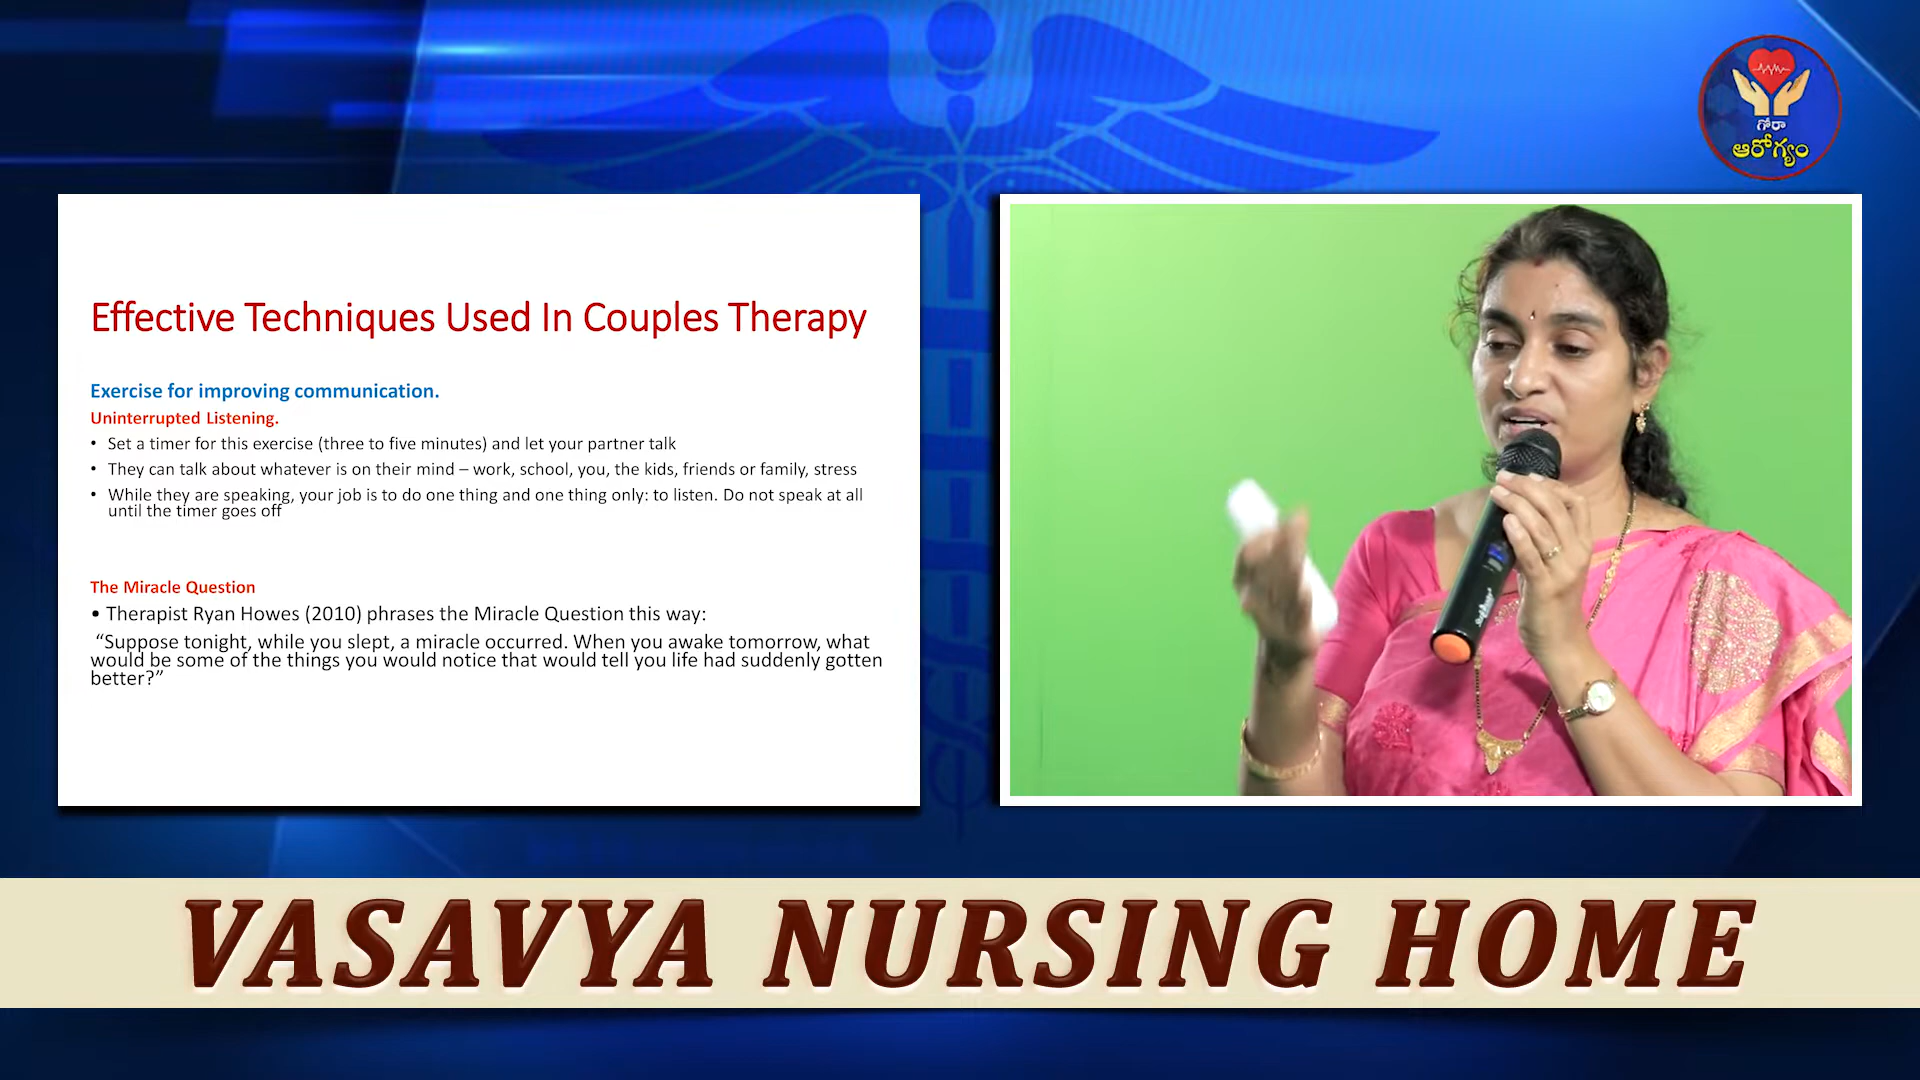 గోరా
ఆరోగ్యం
Effective Techniques Used In Couples Therapy
Exercise for improving communication.
Uninterrupted Listening.
• Set a timer for this exercise (three to five minutes) and let your partner talk
• They can talk about whatever is on their mind – work, school, you, the kids, friends or family, stress
• While they are speaking, your job is to do one thing and one thing only: to listen. Do not speak at all
until the timer goes off
The Miracle Question
• Therapist Ryan Howes (2010) phrases the Miracle Question this way:
“Suppose tonight, while you slept, a miracle occurred. When you awake tomorrow, what
would be some of the things you would notice that would tell you life had suddenly gotten
better?”
VASAVYA NURSING HOME